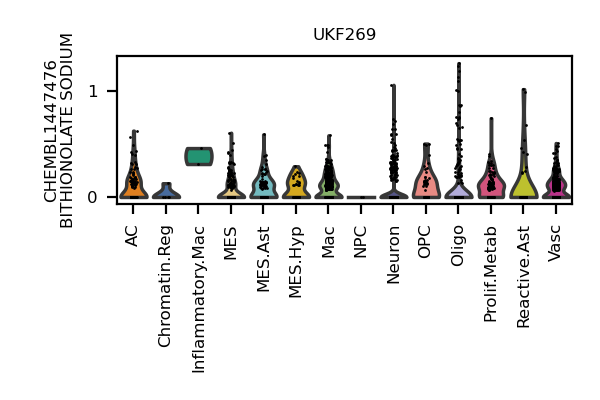 UKF269
CHEMBL1447476
BITHIONOLATE SODIUM
1
0
AC
Chromatin.Reg
Inflammatory.Mac
MES
MES.Ast
MES.Hyp
Mac
NPC
Neuron
OPC
Oligo
Prolif.Metab
Reactive.Ast
Vasc